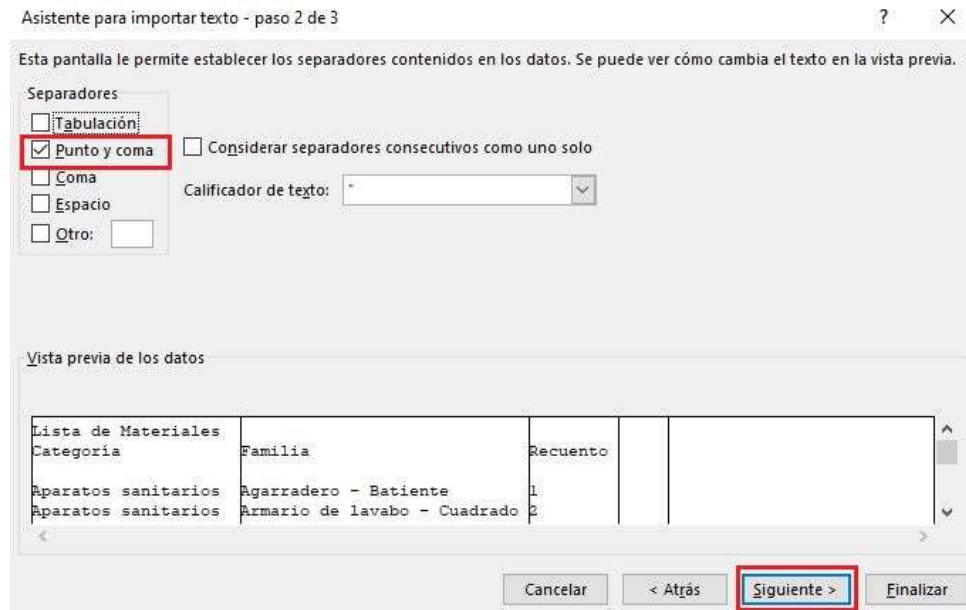 Asistente para importar texto - paso 2 de 3
Esta pantalla le permite establecer los separadores contenidos en los datos. Se puede ver cómo cambia el texto en la vista previa.
Separadores
Tabulación
Punto y coma
Considerar separadores consecutivos como uno solo
Coma
Calificador de texto: "
Espacio
Otro:
Vista previa de los datos
Lista de Materiales
Categoría Familia Recuento
Aparatos sanitarios Agarradero - Batiente 1
Aparatos sanitarios Armario de lavabo - Cuadrado 2
Cancelar < Atrás Siguiente > Finalizar